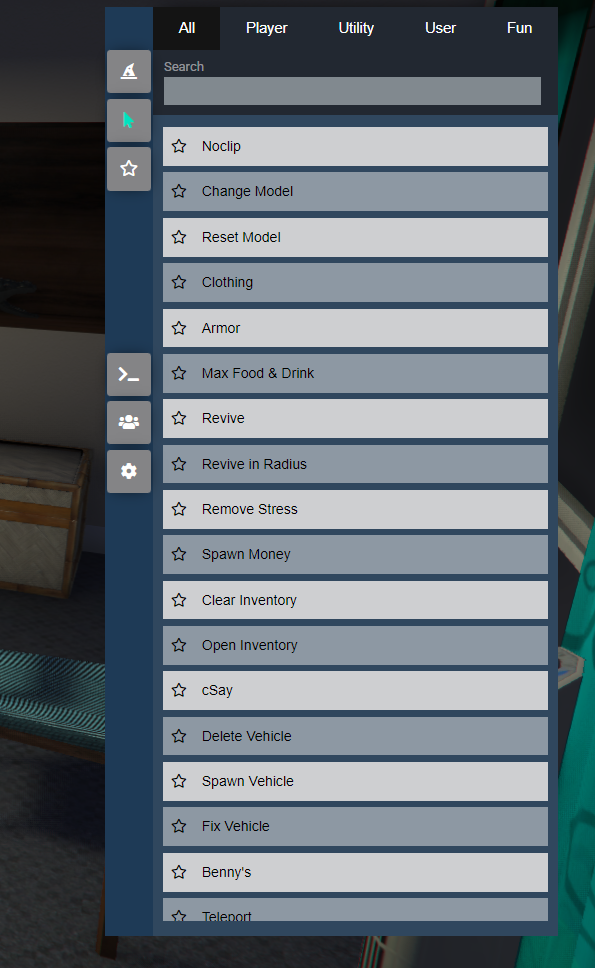 All Player Utility User Fun
Search
Noclip
Change Model
Reset Model
Clothing
Armor
Max Food & Drink
Revive
Revive in Radius
Remove Stress
Spawn Money
Clear Inventory
Open Inventory
cSay
Delete Vehicle
Spawn Vehicle
Fix Vehicle
Benny's
Teleport